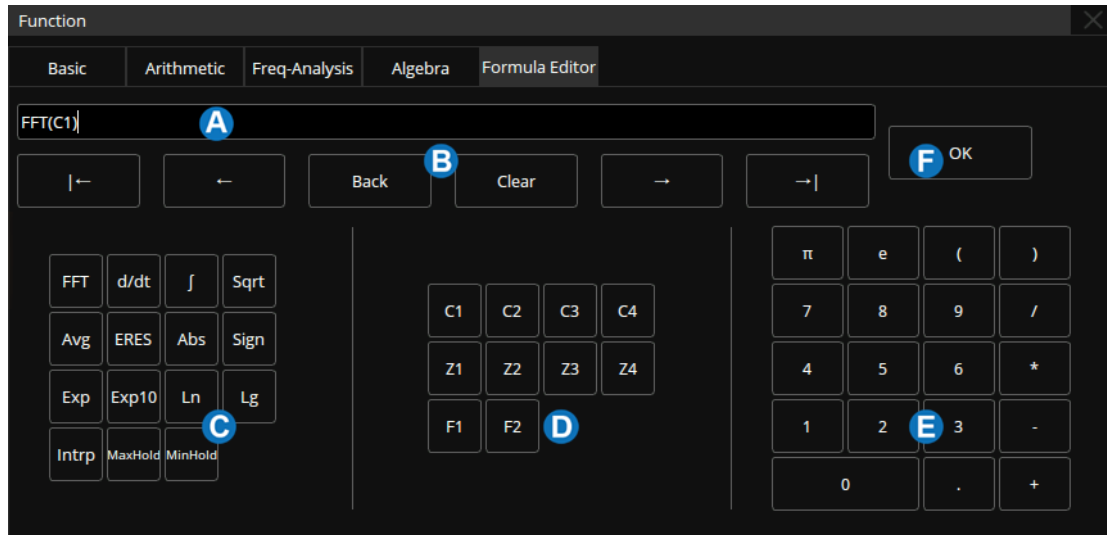 Function
Basic Arithmetic Freq-Analysis Algebra Formula Editor
FFT(C1) A
F OK
|← ← Back B Clear → →|
π e ( )
FFT d/dt ∫ Sqrt
C1 C2 C3 C4
7 8 9 /
Avg ERES Abs Sign
Z1 Z2 Z3 Z4
4 5 6 *
Exp Exp10 Ln Lg
C
F1 F2 D
1 2 E 3 -
Intrp MaxHold MinHold
0 . +